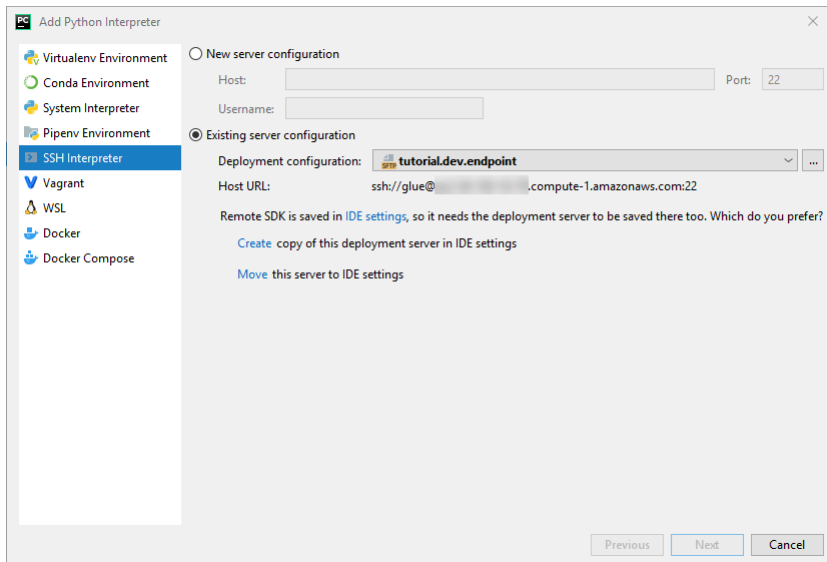 PC Add Python Interpreter
Virtualenv Environment
Conda Environment
System Interpreter
Pipenv Environment
SSH Interpreter
Vagrant
WSL
Docker
Docker Compose
New server configuration
Host: Port: 22
Username:
Existing server configuration
Deployment configuration: SFTP tutorial.dev.endpoint ...
Host URL: ssh://glue@ .compute-1.amazonaws.com:22
Remote SDK is saved in IDE settings, so it needs the deployment server to be saved there too. Which do you prefer?
Create copy of this deployment server in IDE settings
Move this server to IDE settings
Previous Next Cancel